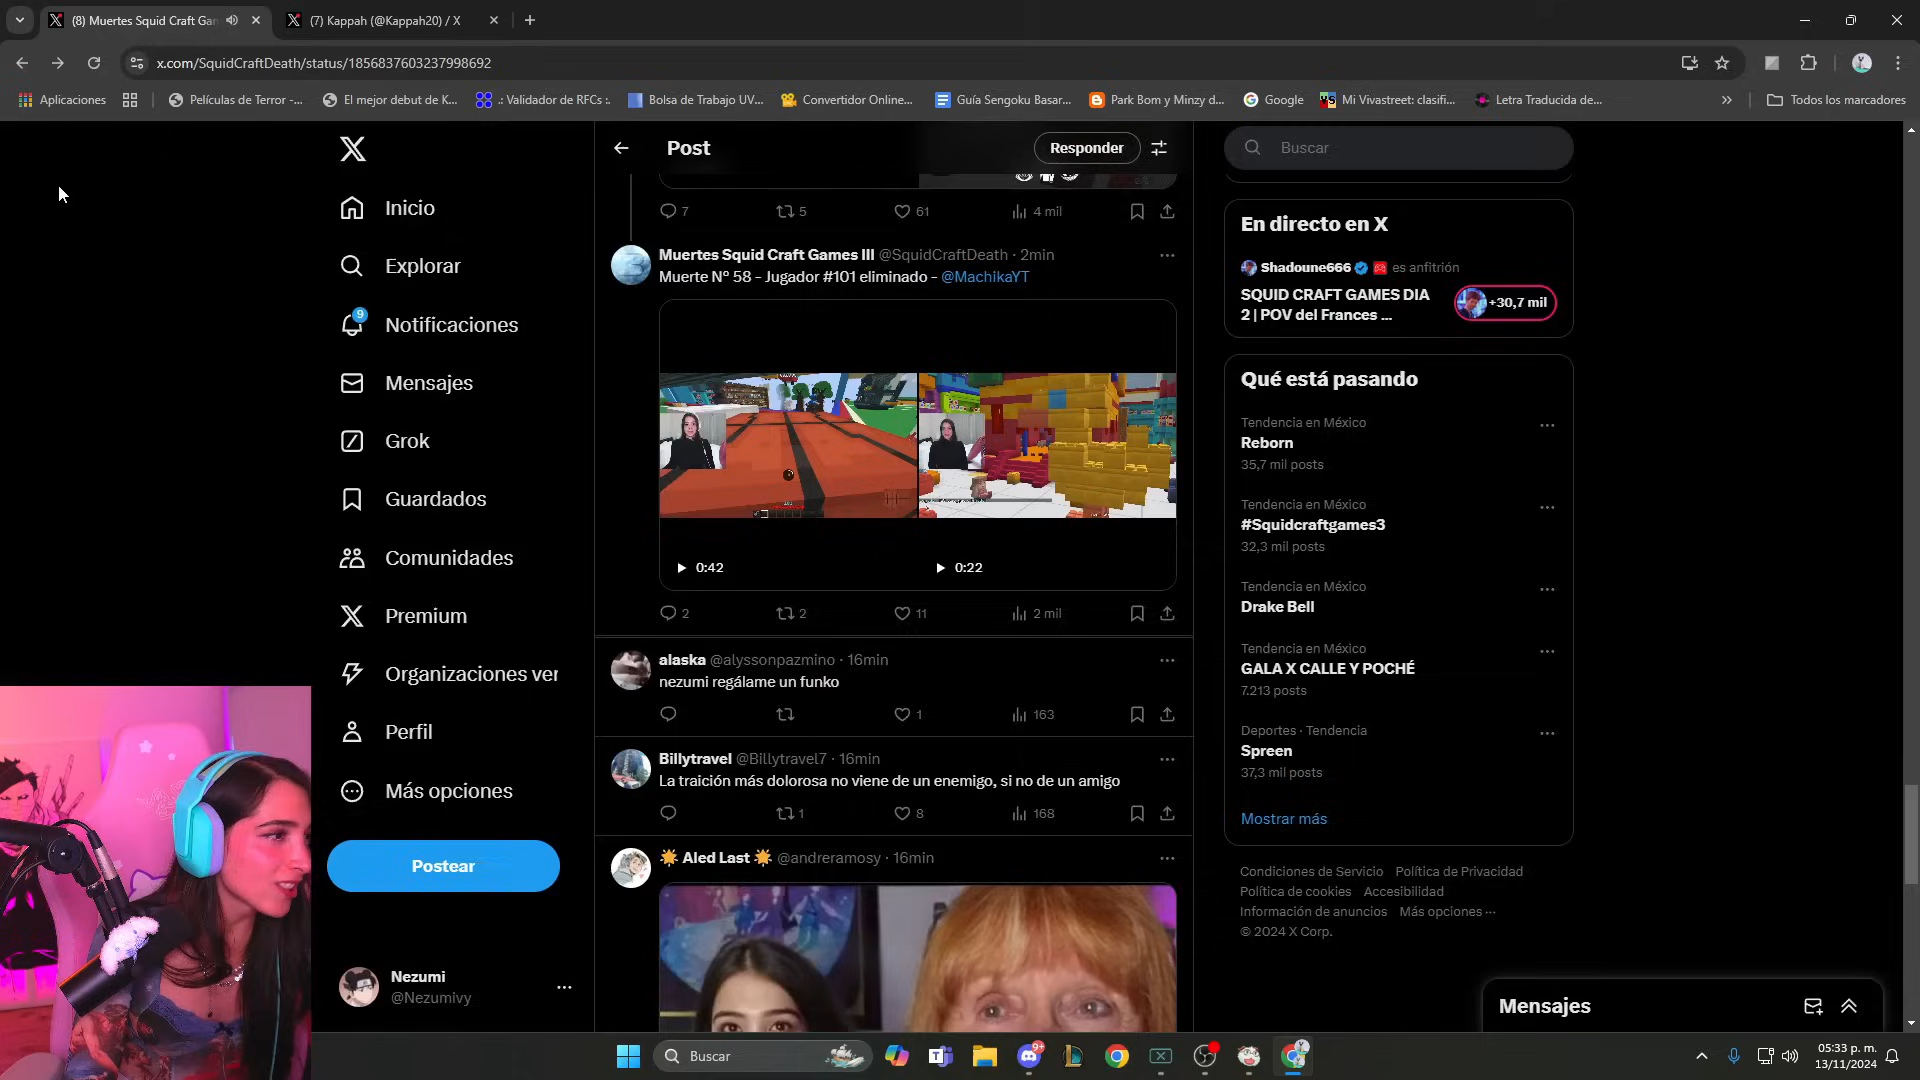 (8) Muertes Squid Craft Gam
(7) Kappah (@Kappah20) / X
x.com/SquidCraftDeath/status/1856837603237998692
Aplicaciones
Películas de Terror -...
El mejor debut de K...
.: Validador de RFCs :.
Bolsa de Trabajo UV...
Convertidor Online...
Guía Sengoku Basar...
Park Bom y Minzy d...
Google
Mi Vivastreet: clasifi...
Letra Traducida de...
Todos los marcadores
Inicio
Explorar
9
Notificaciones
Mensajes
Grok
Guardados
Comunidades
Premium
Organizaciones ver
Perfil
Más opciones
Postear
Nezumi
@Nezumivy
Post
Responder
7
5
61
4 mil
Muertes Squid Craft Games III @SquidCraftDeath · 2min
Muerte Nº 58 - Jugador #101 eliminado - @MachikaYT
0:42
0:22
2
2
11
2 mil
alaska @alyssonpazmino · 16min
nezumi regálame un funko
1
163
Billytravel @Billytravel7 · 16min
La traición más dolorosa no viene de un enemigo, si no de un amigo
1
8
168
Aled Last @andreramosy · 16min
Buscar
En directo en X
Shadoune666 es anfitrión
SQUID CRAFT GAMES DIA
2 | POV del Frances ...
+30,7 mil
Qué está pasando
Tendencia en México
Reborn
35,7 mil posts
Tendencia en México
#Squidcraftgames3
32,3 mil posts
Tendencia en México
Drake Bell
Tendencia en México
GALA X CALLE Y POCHÉ
7.213 posts
Deportes · Tendencia
Spreen
37,3 mil posts
Mostrar más
Condiciones de Servicio Política de Privacidad
Política de cookies Accesibilidad
Información de anuncios Más opciones ···
© 2024 X Corp.
Mensajes
Buscar
9+
05:33 p. m.
13/11/2024